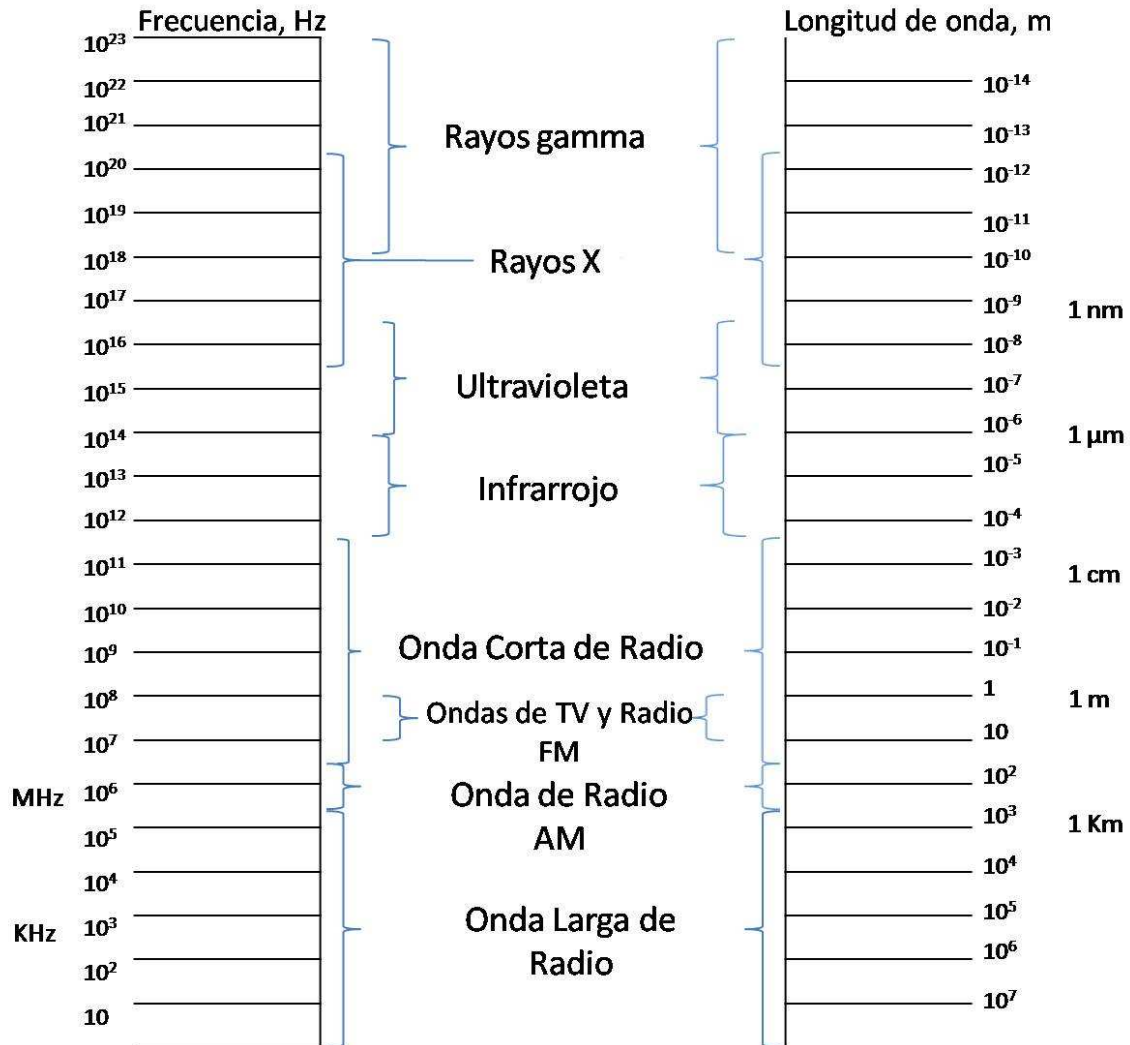 Frecuencia, Hz
Longitud de onda, m
10²³
10²²
10²¹
10²⁰
10¹⁹
10¹⁸
10¹⁷
10¹⁶
10¹⁵
10¹⁴
10¹³
10¹²
10¹¹
10¹⁰
10⁹
10⁸
10⁷
MHz 10⁶
10⁵
10⁴
KHz 10³
10²
10
Rayos gamma
Rayos X
Ultravioleta
Infrarrojo
Onda Corta de Radio
Ondas de TV y Radio
FM
Onda de Radio
AM
Onda Larga de
Radio
10⁻¹⁴
10⁻¹³
10⁻¹²
10⁻¹¹
10⁻¹⁰
10⁻⁹
10⁻⁸
10⁻⁷
10⁻⁶
10⁻⁵
10⁻⁴
10⁻³
10⁻²
10⁻¹
1
10
10²
10³
10⁴
10⁵
10⁶
10⁷
1 nm
1 µm
1 cm
1 m
1 Km